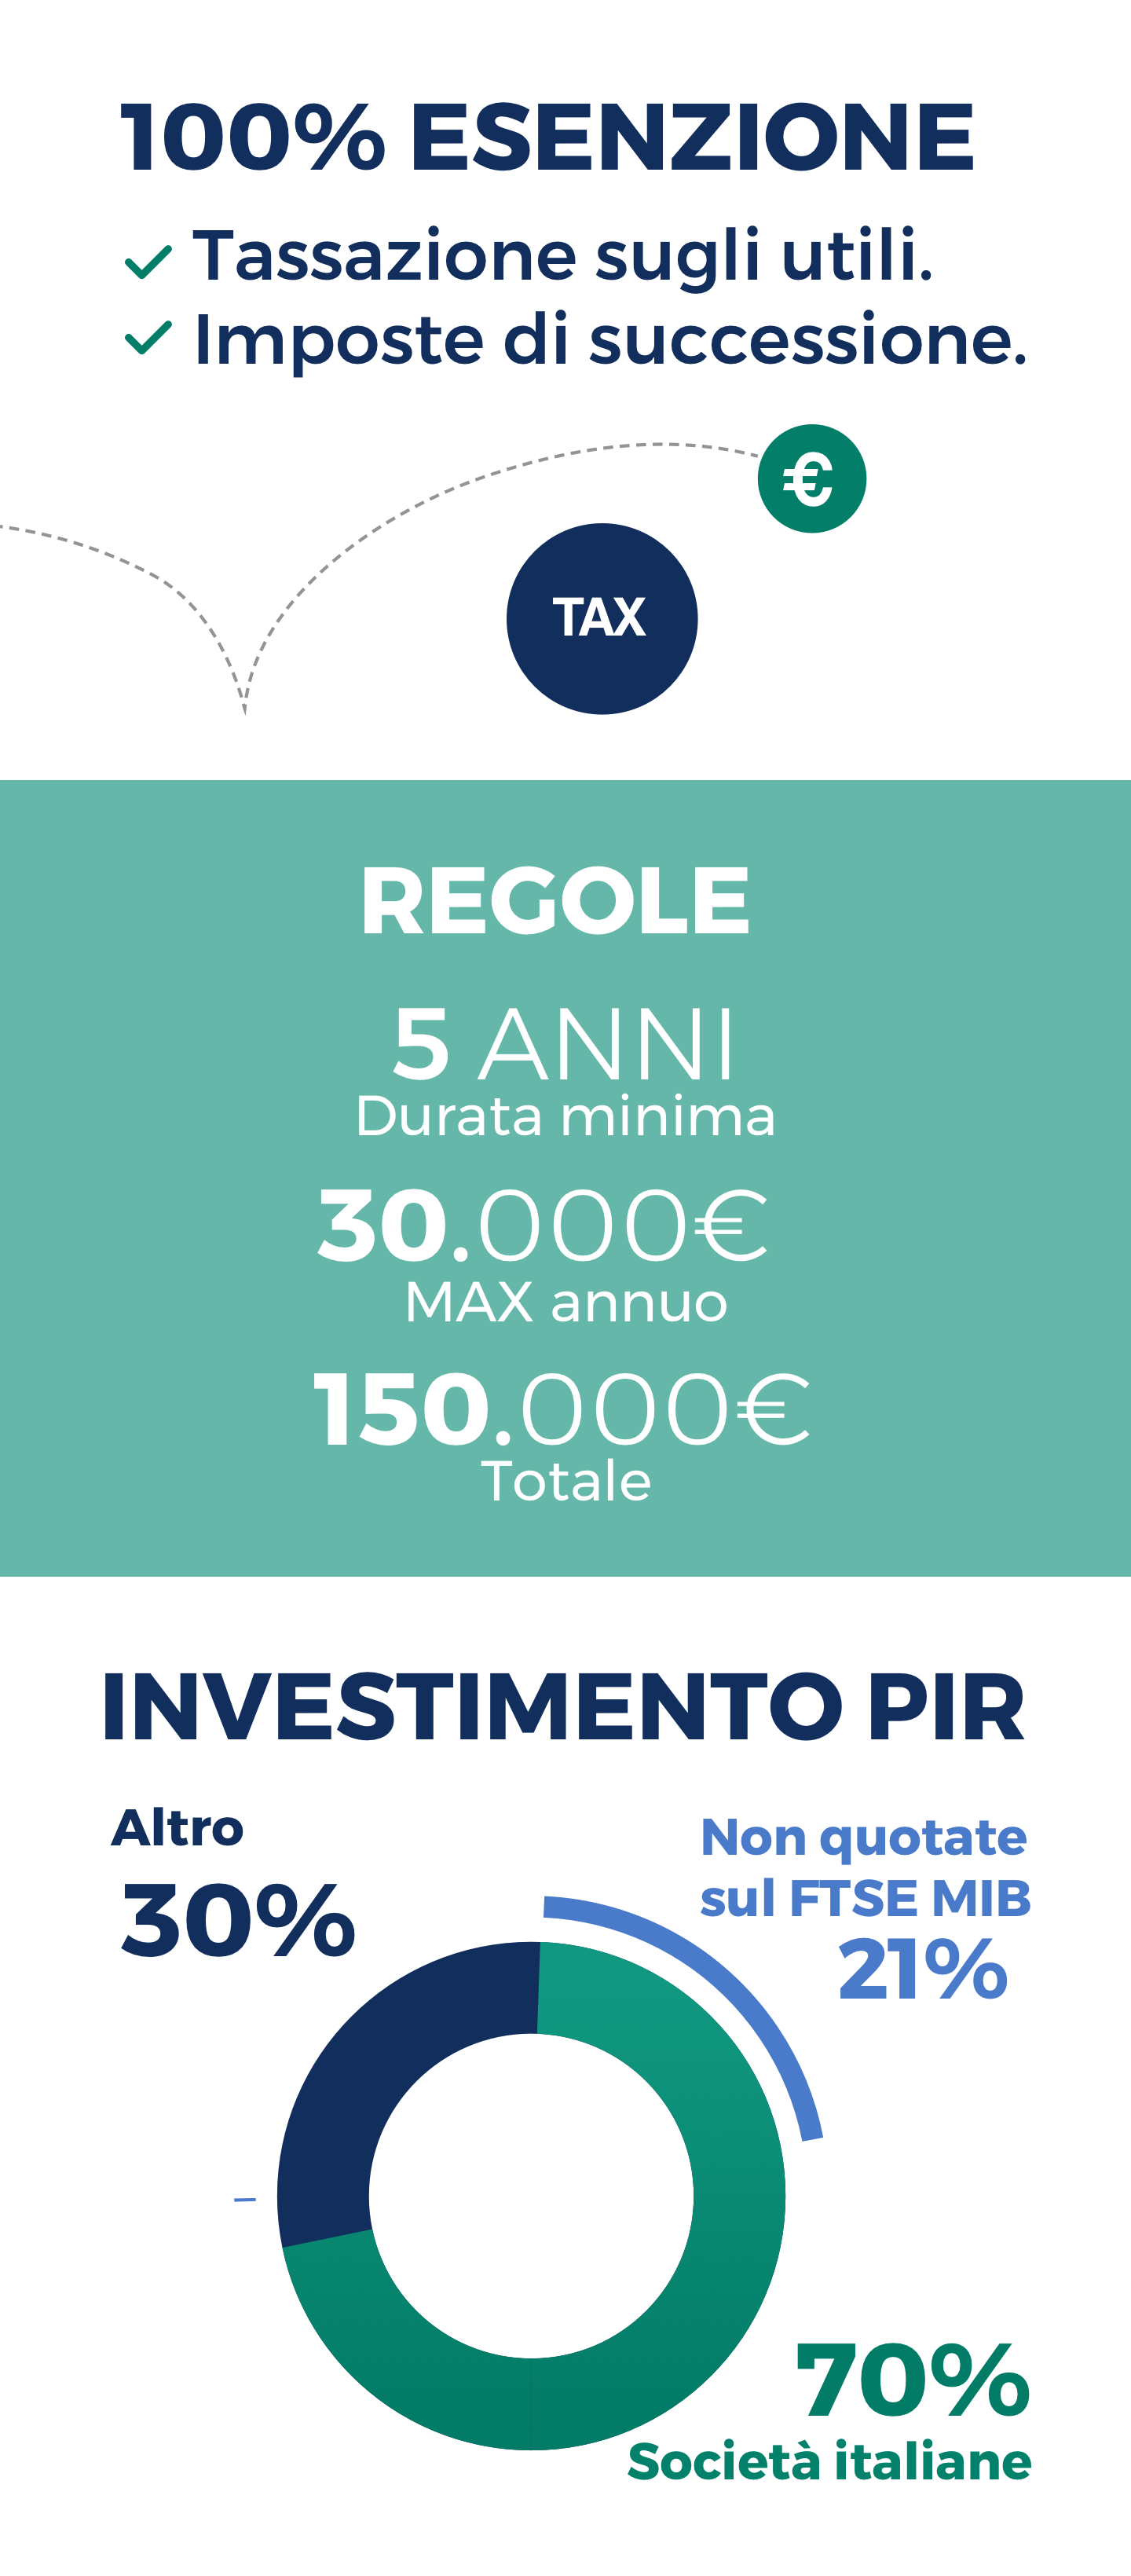 100% ESENZIONE
Tassazione sugli utili.
Imposte di successione.
€
TAX
REGOLE
5 ANNI
Durata minima
30.000€
MAX annuo
150.000€
Totale
INVESTIMENTO PIR
Altro
30%
Non quotate
sul FTSE MIB
21%
70%
Società italiane